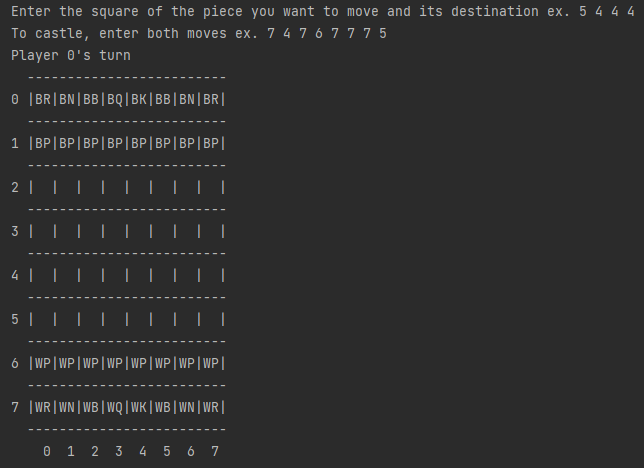 Enter the square of the piece you want to move and its destination ex. 5 4 4 4
To castle, enter both moves ex. 7 4 7 6 7 7 7 5
Player 0's turn
  -------------------------
0 |BR|BN|BB|BQ|BK|BB|BN|BR|
  -------------------------
1 |BP|BP|BP|BP|BP|BP|BP|BP|
  -------------------------
2 |  |  |  |  |  |  |  |  |
  -------------------------
3 |  |  |  |  |  |  |  |  |
  -------------------------
4 |  |  |  |  |  |  |  |  |
  -------------------------
5 |  |  |  |  |  |  |  |  |
  -------------------------
6 |WP|WP|WP|WP|WP|WP|WP|WP|
  -------------------------
7 |WR|WN|WB|WQ|WK|WB|WN|WR|
  -------------------------
    0  1  2  3  4  5  6  7